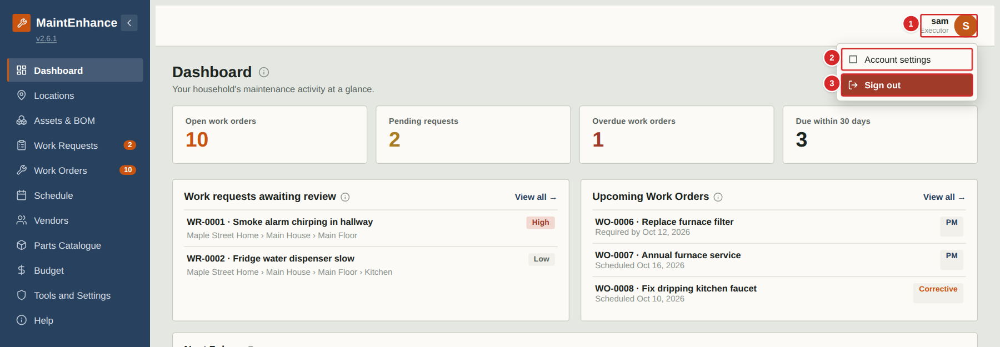 MaintEnhance
v2.6.1
Dashboard
Locations
Assets & BOM
Work Requests 2
Work Orders 10
Schedule
Vendors
Parts Catalogue
Budget
Tools and Settings
Help
1
sam
Executor
S
2
Account settings
3
Sign out
Dashboard
Your household's maintenance activity at a glance.
Open work orders
10
Pending requests
2
Overdue work orders
1
Due within 30 days
3
Work requests awaiting review
View all →
WR-0001 · Smoke alarm chirping in hallway
High
Maple Street Home › Main House › Main Floor
WR-0002 · Fridge water dispenser slow
Low
Maple Street Home › Main House › Main Floor › Kitchen
Upcoming Work Orders
View all →
WO-0006 · Replace furnace filter
PM
Required by Oct 12, 2026
WO-0007 · Annual furnace service
PM
Scheduled Oct 16, 2026
WO-0008 · Fix dripping kitchen faucet
Corrective
Scheduled Oct 10, 2026